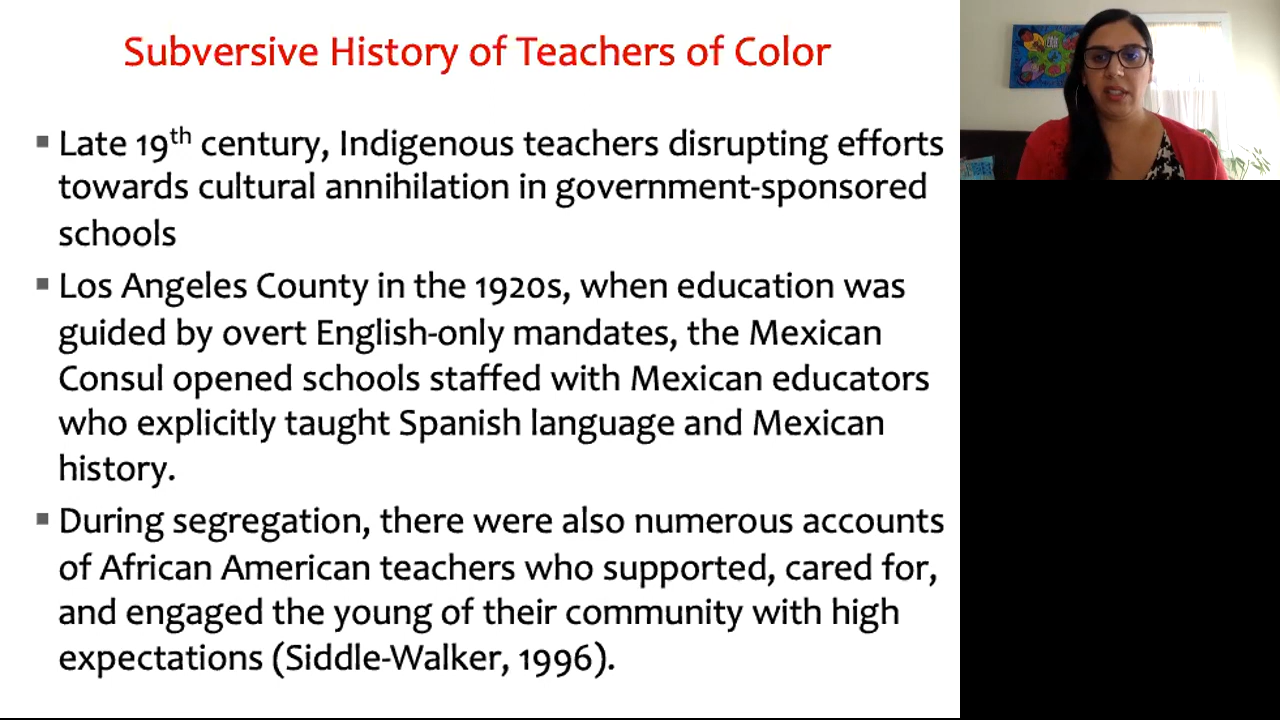 Subversive History of Teachers of Color
▪ Late 19th century, Indigenous teachers disrupting efforts
towards cultural annihilation in government-sponsored
schools
▪ Los Angeles County in the 1920s, when education was
guided by overt English-only mandates, the Mexican
Consul opened schools staffed with Mexican educators
who explicitly taught Spanish language and Mexican
history.
▪ During segregation, there were also numerous accounts
of African American teachers who supported, cared for,
and engaged the young of their community with high
expectations (Siddle-Walker, 1996).